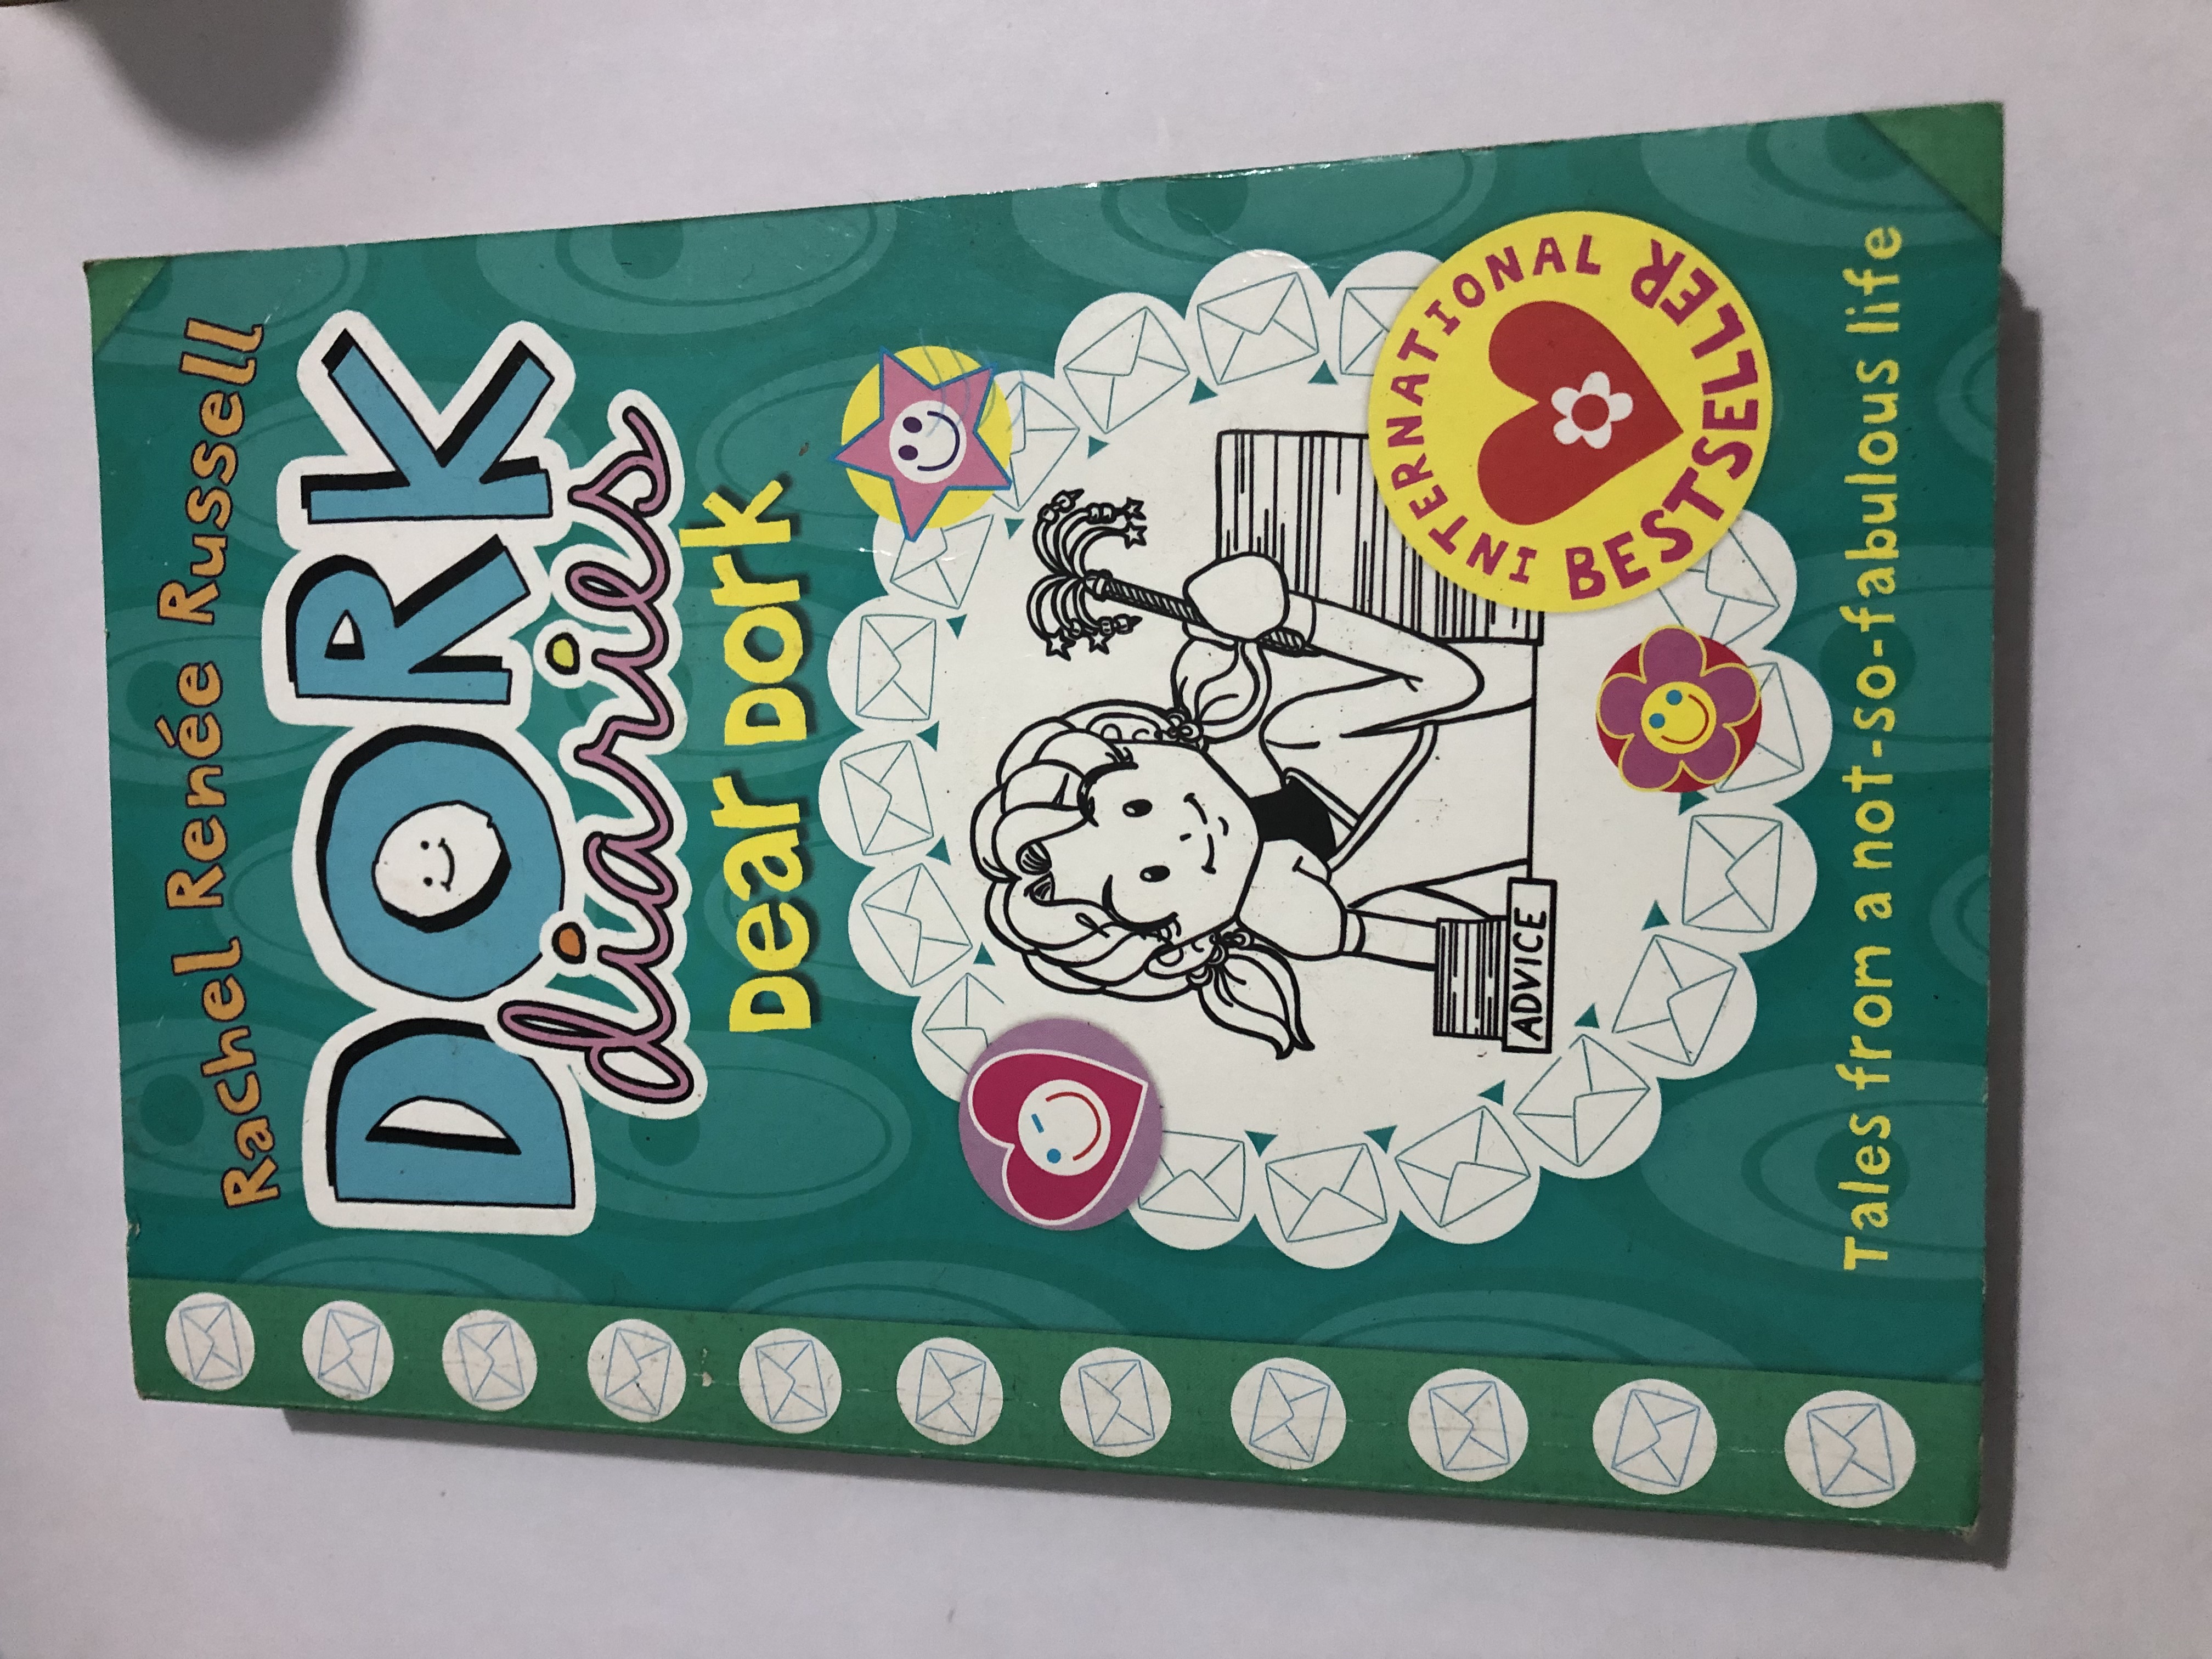 Rachel Renée Russell
DORK
diaries
Dear Dork
ADVICE
INTERNATIONAL
BESTSELLER
Tales from a not-so-fabulous life